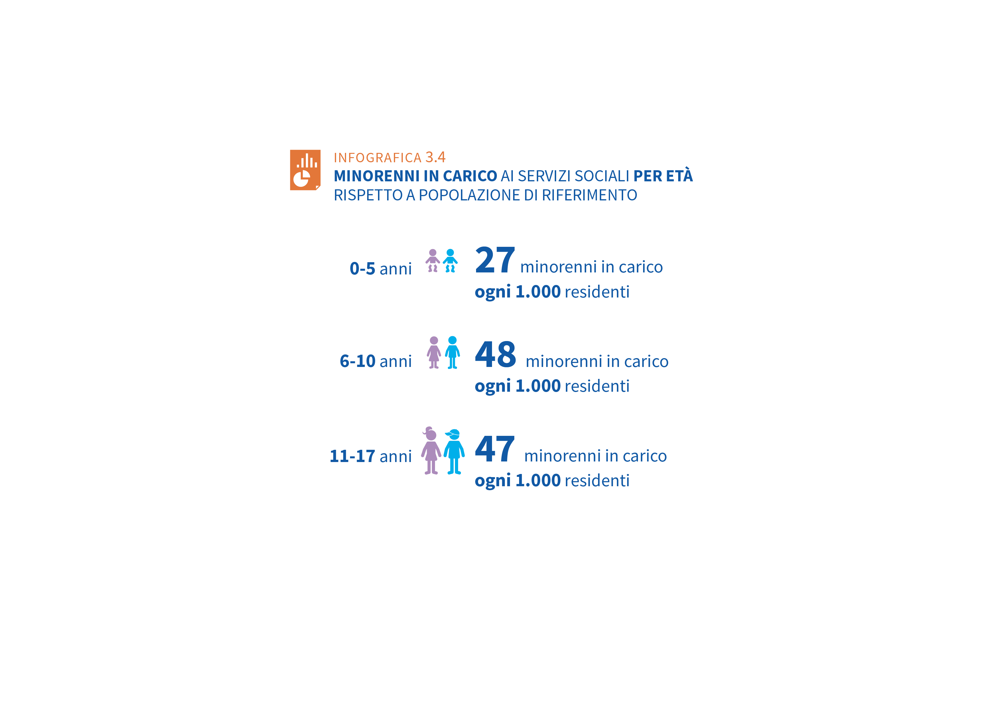 INFOGRAFICA 3.4
MINORENNI IN CARICO AI SERVIZI SOCIALI PER ETÀ
RISPETTO A POPOLAZIONE DI RIFERIMENTO
0-5 anni
27 minorenni in carico
ogni 1.000 residenti
6-10 anni
48 minorenni in carico
ogni 1.000 residenti
11-17 anni
47 minorenni in carico
ogni 1.000 residenti